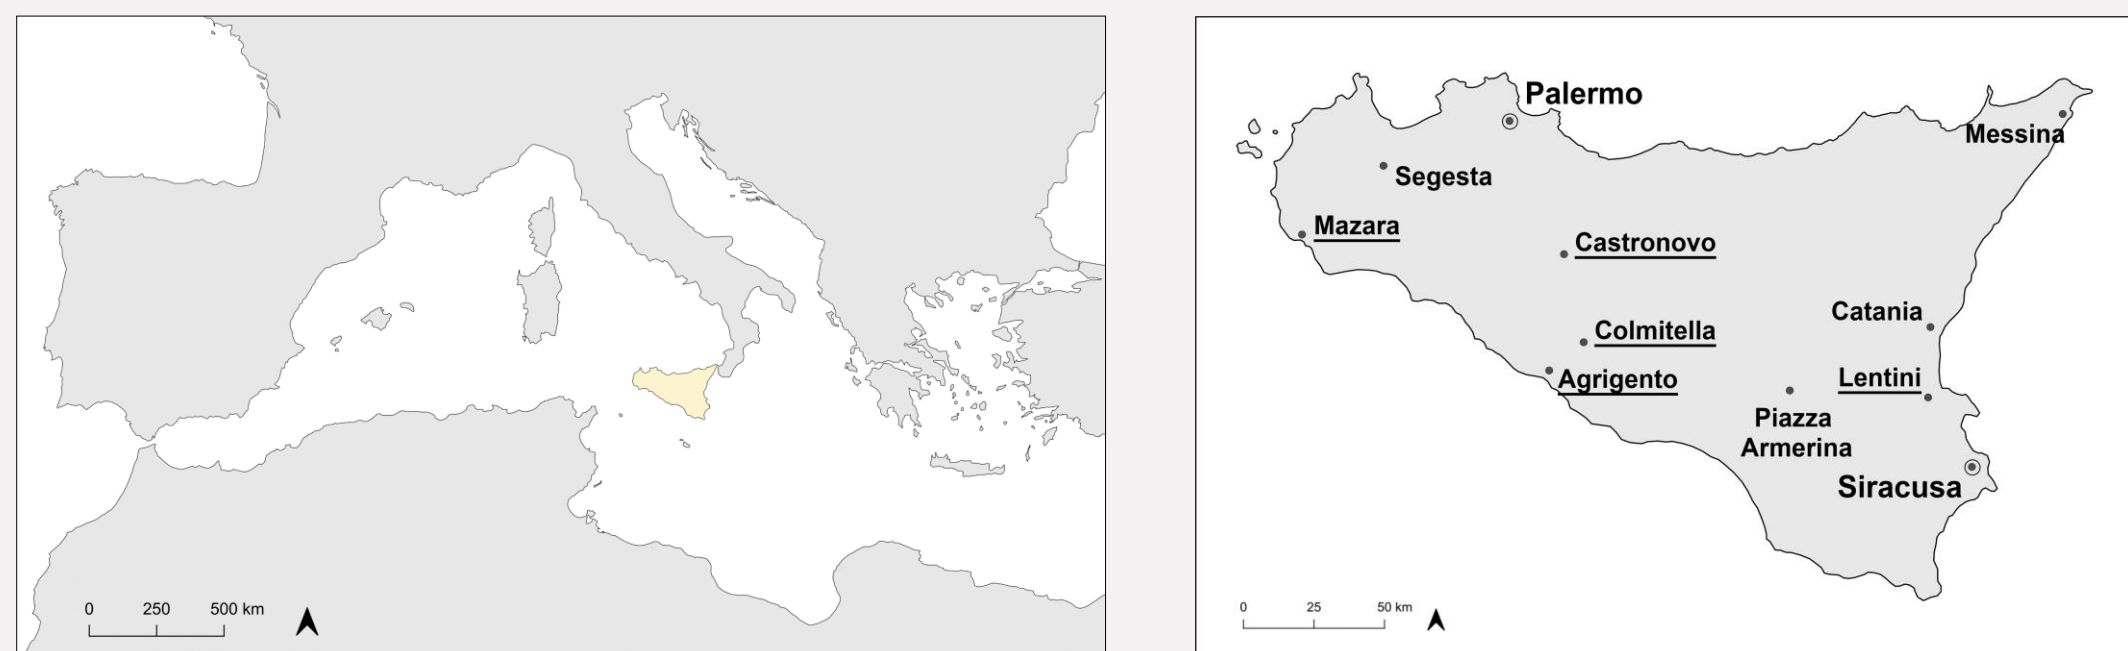 0 250 500 km
Palermo
Messina
Segesta
Mazara
Castronovo
Catania
Colmitella
Agrigento
Lentini
Piazza
Armerina
Siracusa
0 25 50 km